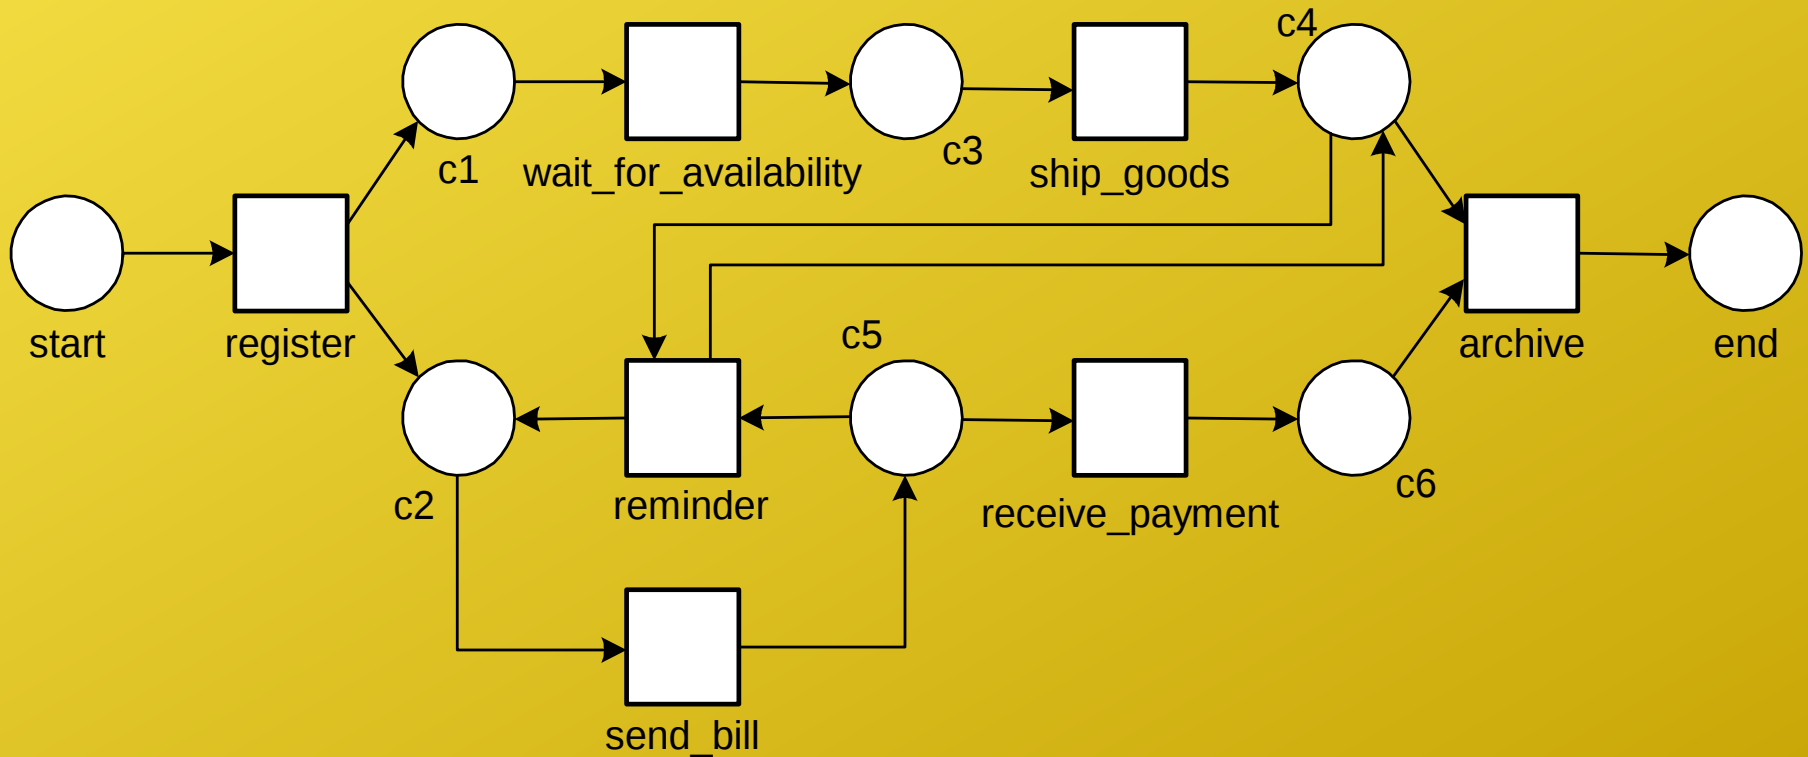 c4
c1
wait_for_availability
c3
ship_goods
start
register
c5
archive
end
c2
reminder
receive_payment
c6
send_bill